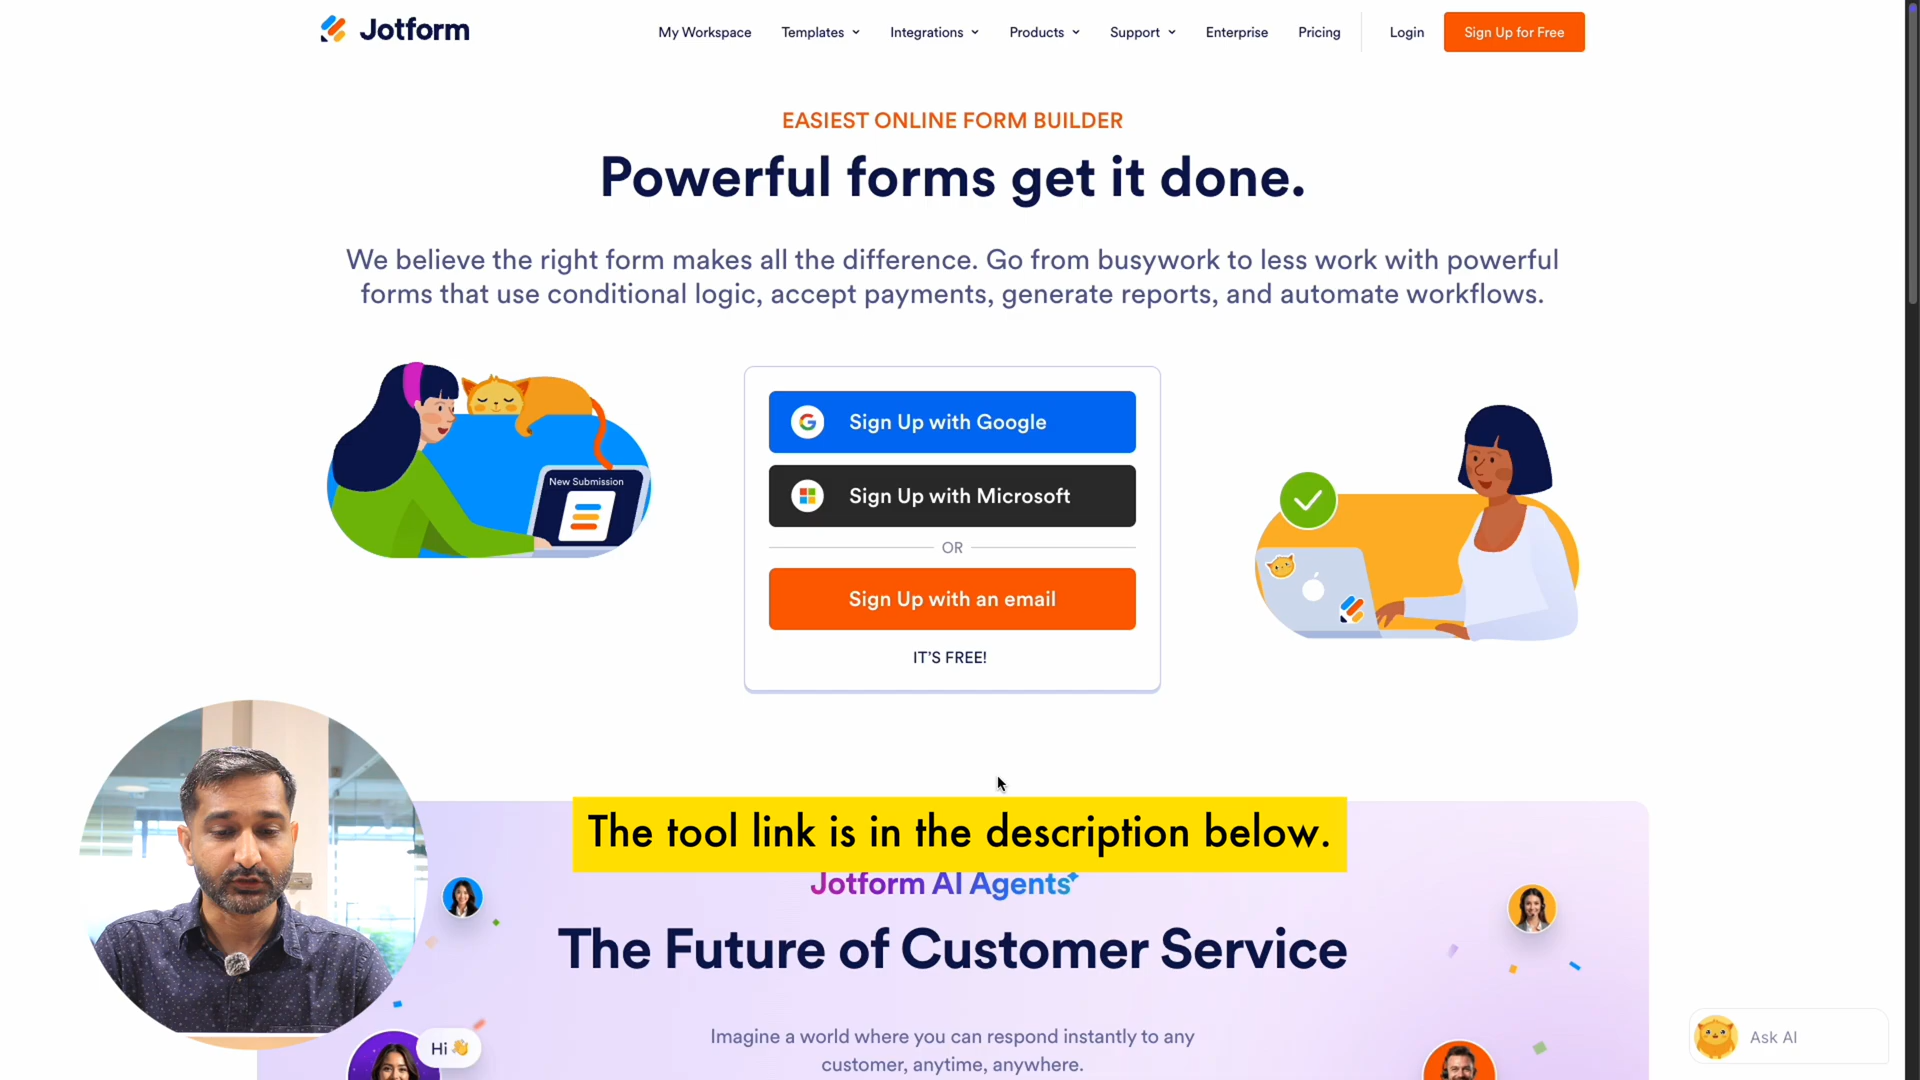 Jotform
My Workspace
Templates
Integrations
Products
Support
Enterprise
Pricing
Login
Sign Up for Free
EASIEST ONLINE FORM BUILDER
Powerful forms get it done.
We believe the right form makes all the difference. Go from busywork to less work with powerful
forms that use conditional logic, accept payments, generate reports, and automate workflows.
New Submission
Sign Up with Google
Sign Up with Microsoft
OR
Sign Up with an email
IT'S FREE!
The tool link is in the description below.
Jotform AI Agents
The Future of Customer Service
Imagine a world where you can respond instantly to any
customer, anytime, anywhere.
Hi👋
Ask AI